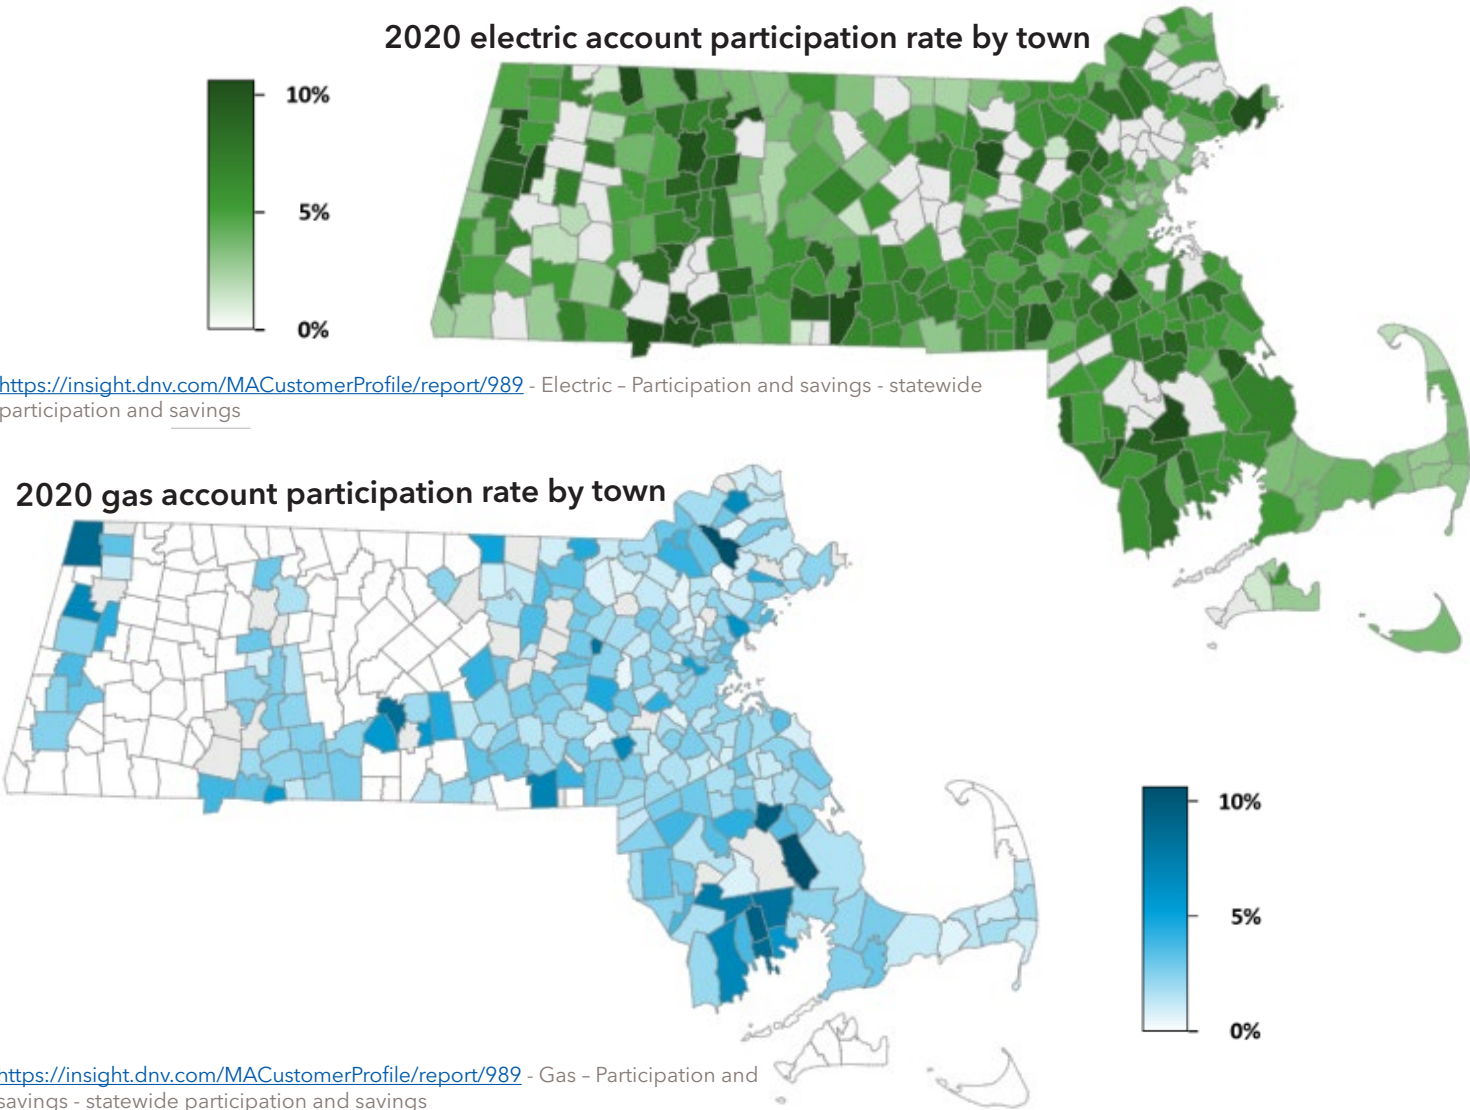 2020 electric account participation rate by town
10%
5%
0%
https://insight.dnv.com/MACustomerProfile/report/989 - Electric – Participation and savings - statewide
participation and savings
2020 gas account participation rate by town
10%
5%
0%
https://insight.dnv.com/MACustomerProfile/report/989 - Gas – Participation and
savings - statewide participation and savings